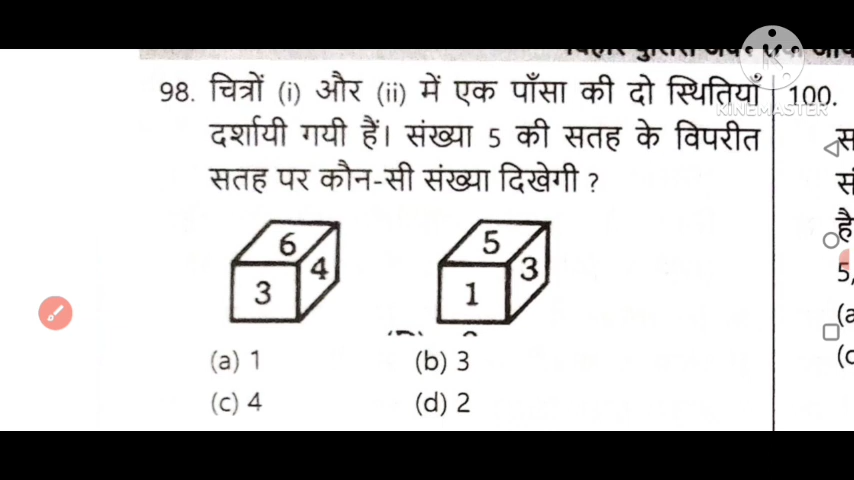 98. चित्रों (i) और (ii) में एक पाँसा की दो स्थितियाँ
दर्शायी गयी हैं। संख्या 5 की सतह के विपरीत
सतह पर कौन-सी संख्या दिखेगी ?
6
3 4
5
1 3
(a) 1 (b) 3
(c) 4 (d) 2
100.
स
सं
है
5,
(a
(c
KINEMASTER